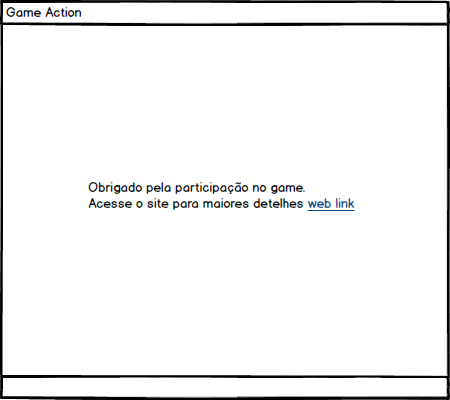 Game Action
Obrigado pela participação no game.
Acesse o site para maiores detelhes web link